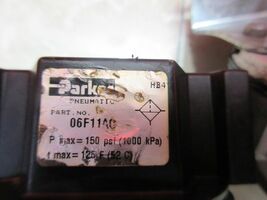 Parker
HB4
PNEUMATIC
PART. NO.
06F11AC
P max = 150 psi (1000 kPa)
t max = 125 F (52 C)